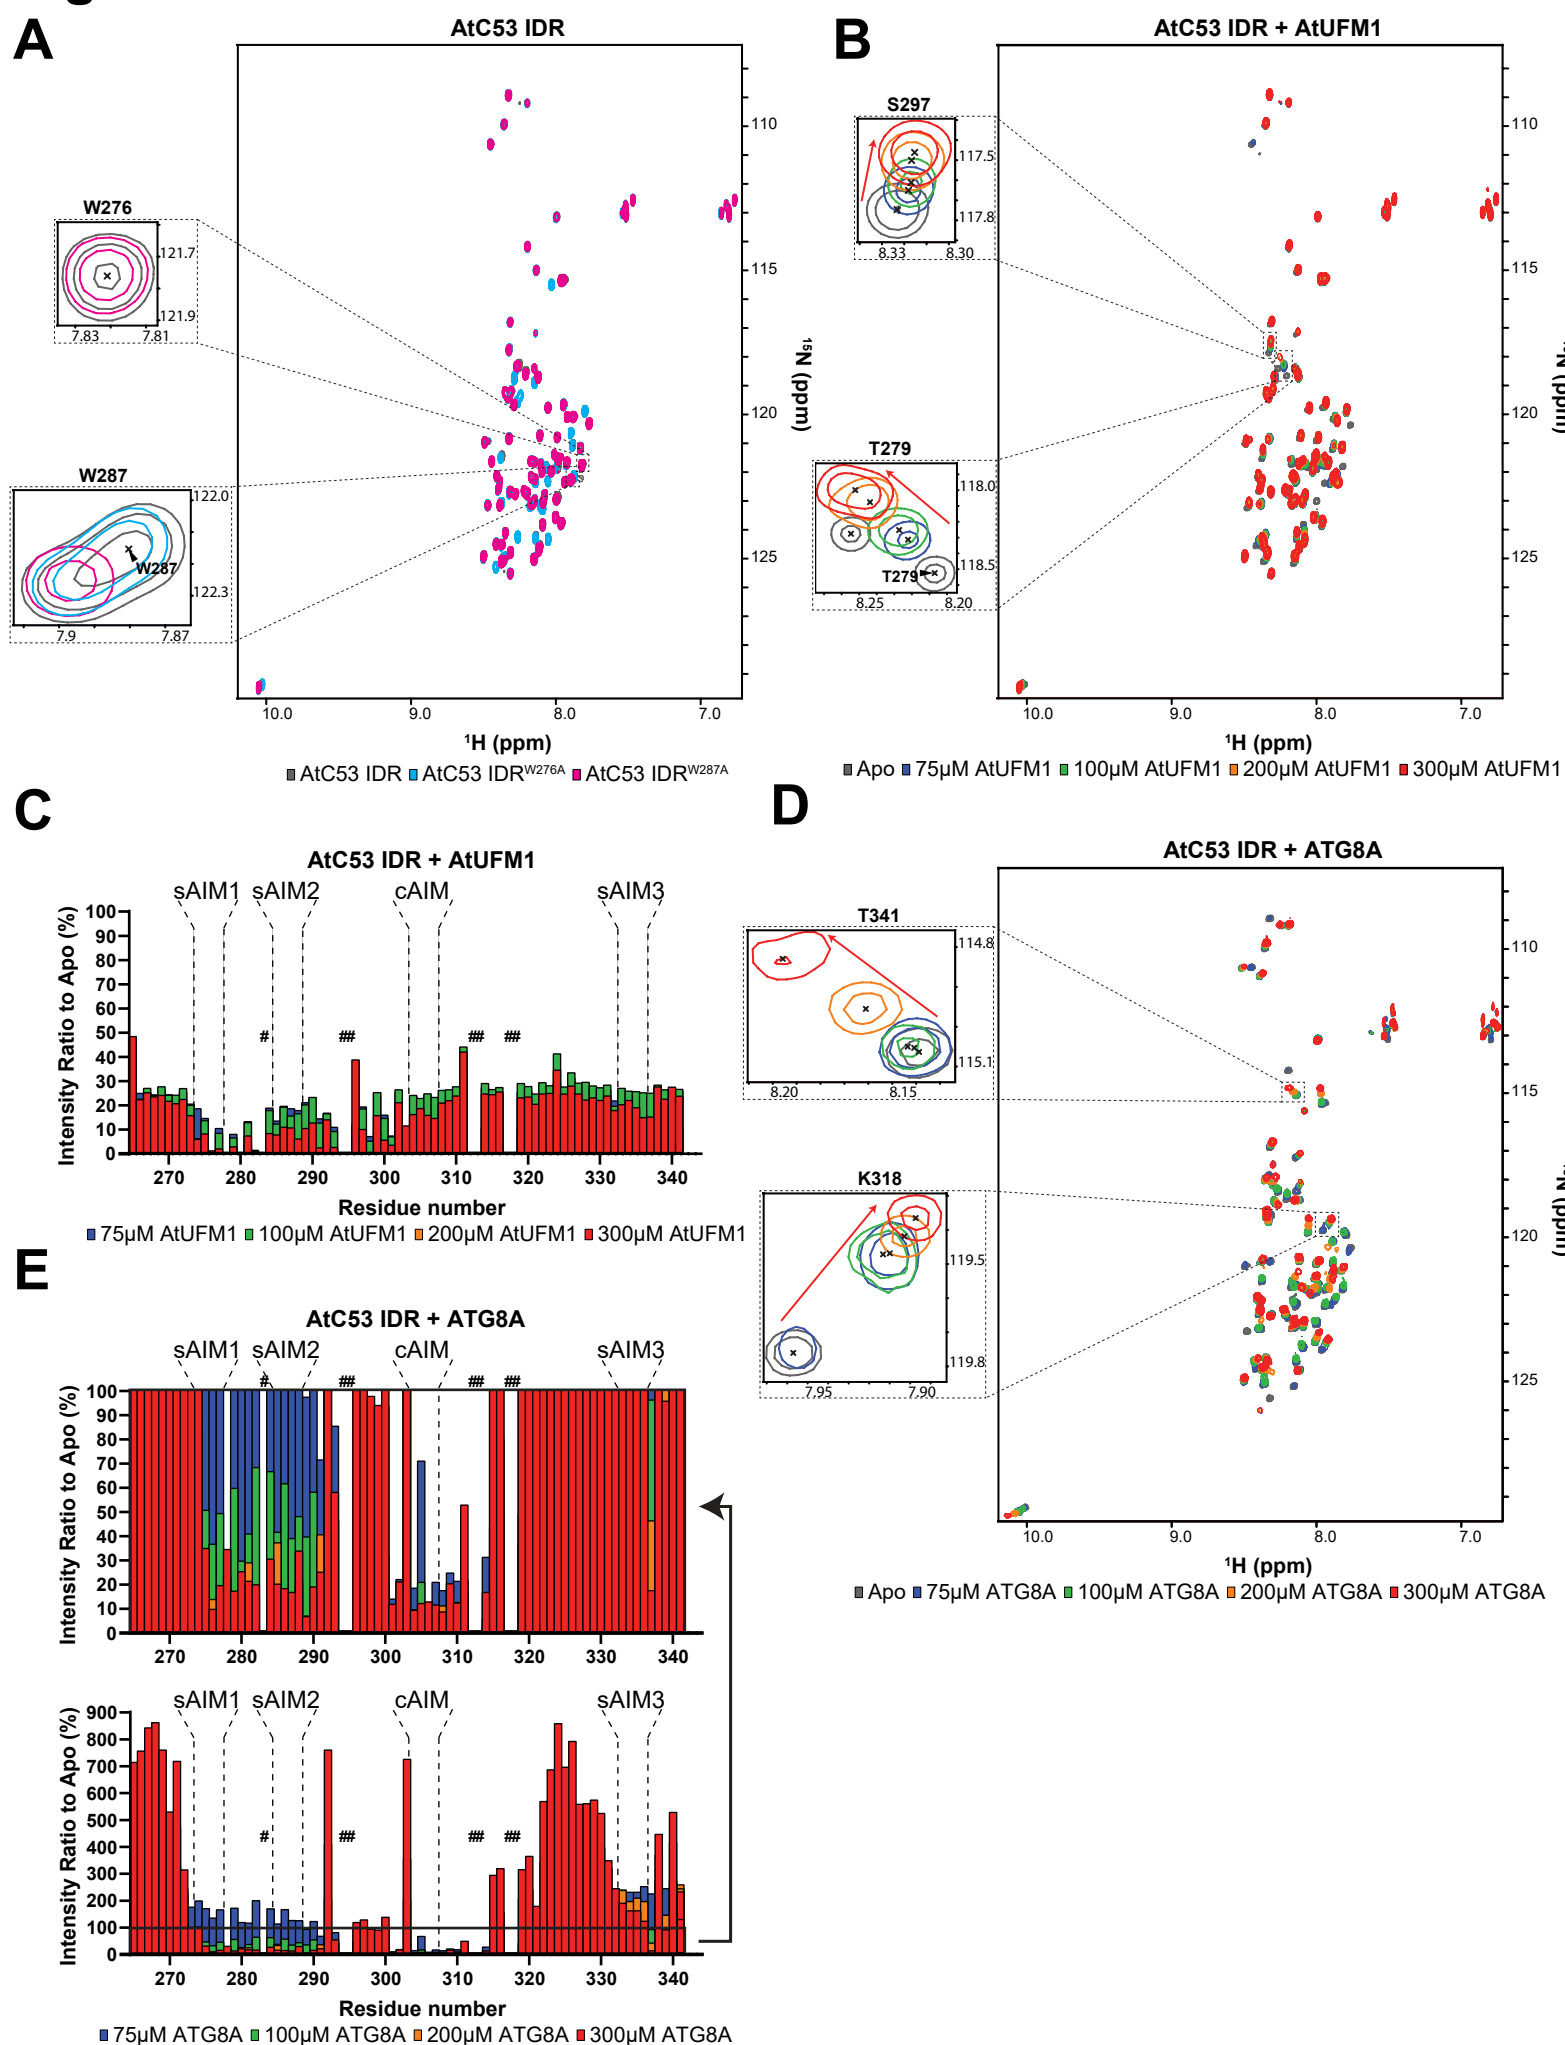 A
AtC53 IDR
W276
121.7
121.9
7.83 7.81
W287
122.0
W287
122.3
7.9 7.87
110
115
120
125
15N (ppm)
10.0 9.0 8.0 7.0
1H (ppm)
AtC53 IDR AtC53 IDRW276A AtC53 IDRW287A
B
AtC53 IDR + AtUFM1
S297
117.5
117.8
8.33 8.30
T279
118.0
T279
118.5
8.25 8.20
110
115
120
125
(ppm)
10.0 9.0 8.0 7.0
1H (ppm)
Apo 75µM AtUFM1 100µM AtUFM1 200µM AtUFM1 300µM AtUFM1
C
AtC53 IDR + AtUFM1
sAIM1 sAIM2 cAIM sAIM3
Intensity Ratio to Apo (%)
100
90
80
70
60
50
40
30
20
10
0
# ## ## ##
270 280 290 300 310 320 330 340
Residue number
75µM AtUFM1 100µM AtUFM1 200µM AtUFM1 300µM AtUFM1
D
AtC53 IDR + ATG8A
T341
114.8
115.1
8.20 8.15
K318
119.5
119.8
7.95 7.90
110
115
120
125
(ppm)
10.0 9.0 8.0 7.0
1H (ppm)
Apo 75µM ATG8A 100µM ATG8A 200µM ATG8A 300µM ATG8A
E
AtC53 IDR + ATG8A
sAIM1 sAIM2 cAIM sAIM3
# ## ## ##
Intensity Ratio to Apo (%)
100
90
80
70
60
50
40
30
20
10
0
270 280 290 300 310 320 330 340
sAIM1 sAIM2 cAIM sAIM3
Intensity Ratio to Apo (%)
900
800
700
600
500
400
300
200
100
0
# ## ## ##
270 280 290 300 310 320 330 340
Residue number
75µM ATG8A 100µM ATG8A 200µM ATG8A 300µM ATG8A